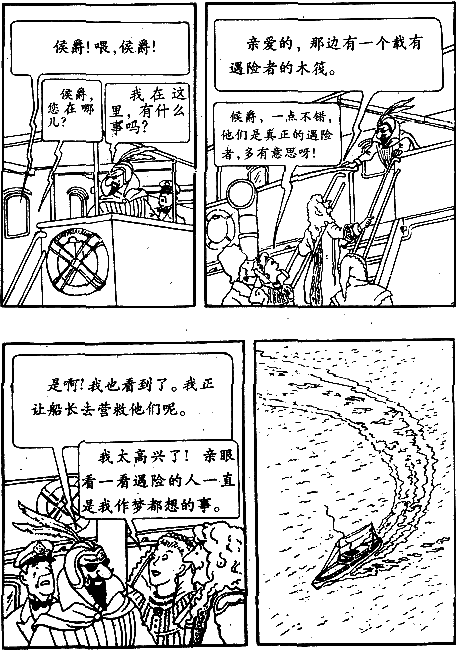 侯爵！喂，侯爵！
侯爵，
您在哪
儿？
我在这
里，有什么
事吗？
亲爱的，那边有一个载有
遇险者的木筏。
侯爵，一点不错，
他们是真正的遇险
者，多有意思呀！
是啊！我也看到了。我正
让船长去营救他们呢。
我太高兴了！亲眼
看一看遇险的人一直
是我作梦都想的事。